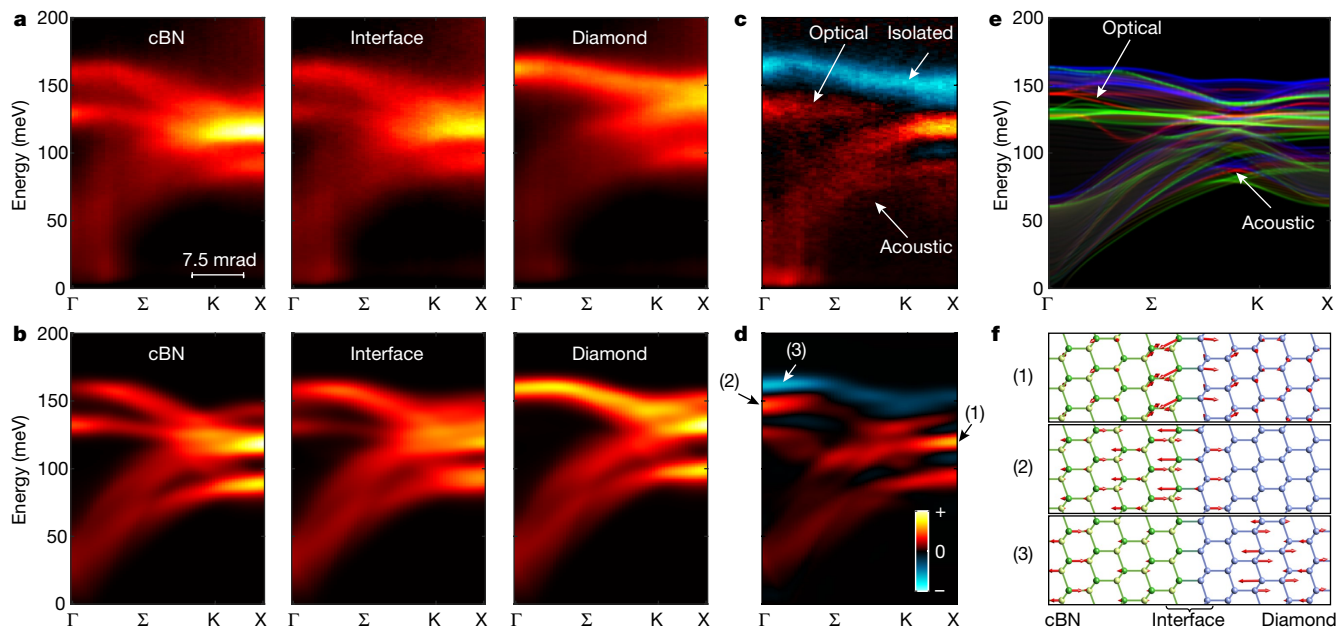 a
cBN
Interface
Diamond
Energy (meV)
200
150
100
50
0
7.5 mrad
Γ Σ K X
Γ Σ K X
Γ Σ K X
c
Optical
Isolated
Acoustic
Γ Σ K X
e
Optical
Acoustic
Energy (meV)
200
150
100
50
0
Γ Σ K X
b
cBN
Interface
Diamond
Energy (meV)
200
150
100
50
0
Γ Σ K X
Γ Σ K X
Γ Σ K X
d
(3)
(2)
(1)
+
0
−
Γ Σ K X
f
(1)
(2)
(3)
cBN Interface Diamond